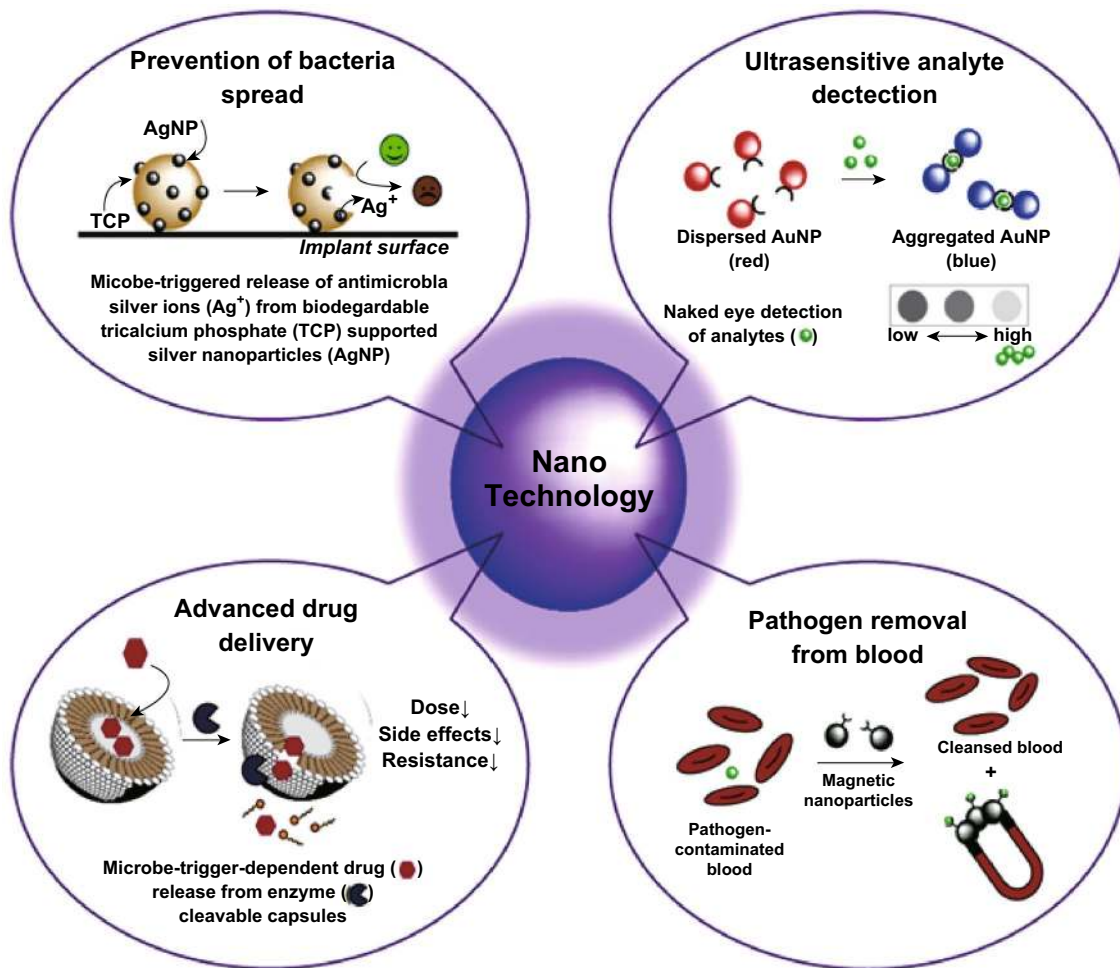 Prevention of bacteria
spread
AgNP
TCP
Ag⁺
Implant surface
Micobe-triggered release of antimicrobla
silver ions (Ag⁺) from biodegardable
tricalcium phosphate (TCP) supported
silver nanoparticles (AgNP)
Ultrasensitive analyte
dectection
Dispersed AuNP
(red)
Aggregated AuNP
(blue)
Naked eye detection
of analytes ( )
low
high
Nano
Technology
Advanced drug
delivery
Dose↓
Side effects↓
Resistance↓
Microbe-trigger-dependent drug ( )
release from enzyme ( )
cleavable capsules
Pathogen removal
from blood
Pathogen-
contaminated
blood
Magnetic
nanoparticles
Cleansed blood
+